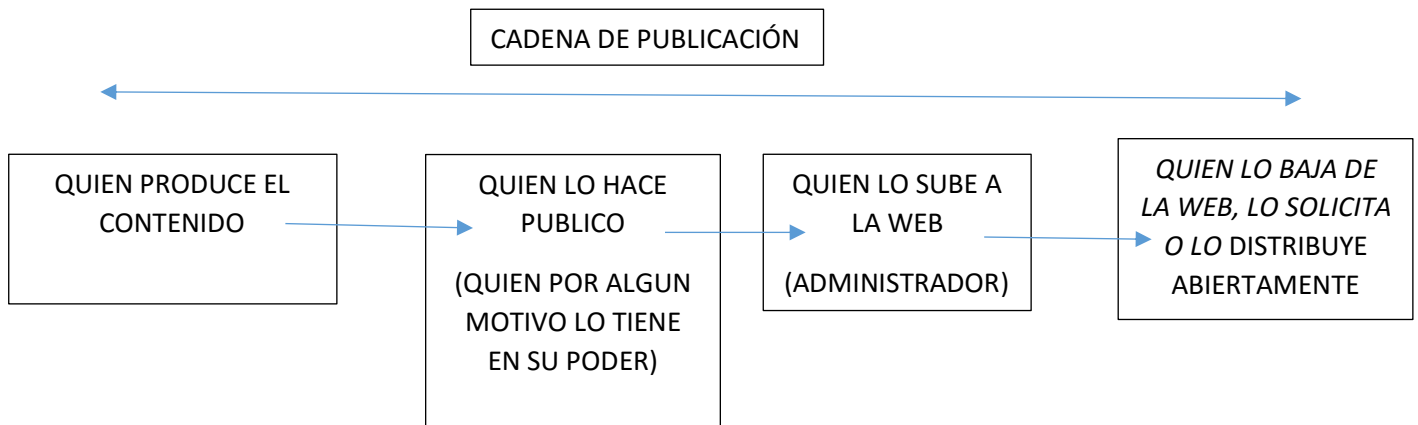 CADENA DE PUBLICACIÓN
QUIEN PRODUCE EL
CONTENIDO
QUIEN LO HACE
PUBLICO
(QUIEN POR ALGUN
MOTIVO LO TIENE
EN SU PODER)
QUIEN LO SUBE A
LA WEB
(ADMINISTRADOR)
QUIEN LO BAJA DE
LA WEB, LO SOLICITA
O LO DISTRIBUYE
ABIERTAMENTE